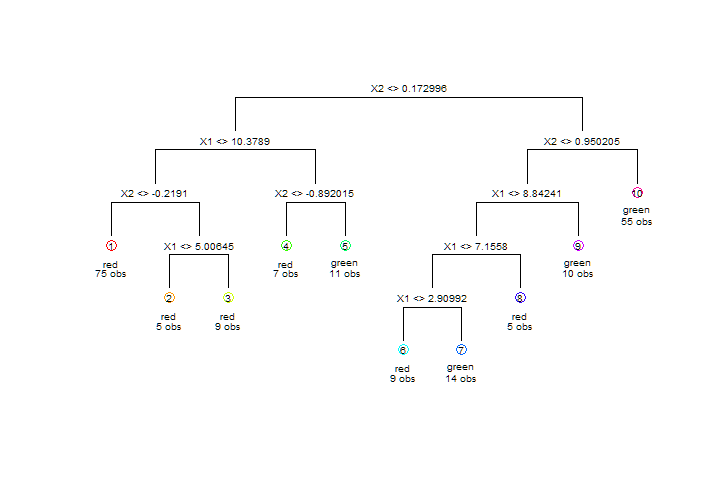 X2 <> 0.172996
X1 <> 10.3789
X2 <> 0.950205
X2 <> -0.2191
X2 <> -0.892015
X1 <> 8.84241
10
green
55 obs
1
red
75 obs
X1 <> 5.00645
4
red
7 obs
5
green
11 obs
X1 <> 7.1558
9
green
10 obs
2
red
5 obs
3
red
9 obs
X1 <> 2.90992
8
red
5 obs
6
red
9 obs
7
green
14 obs